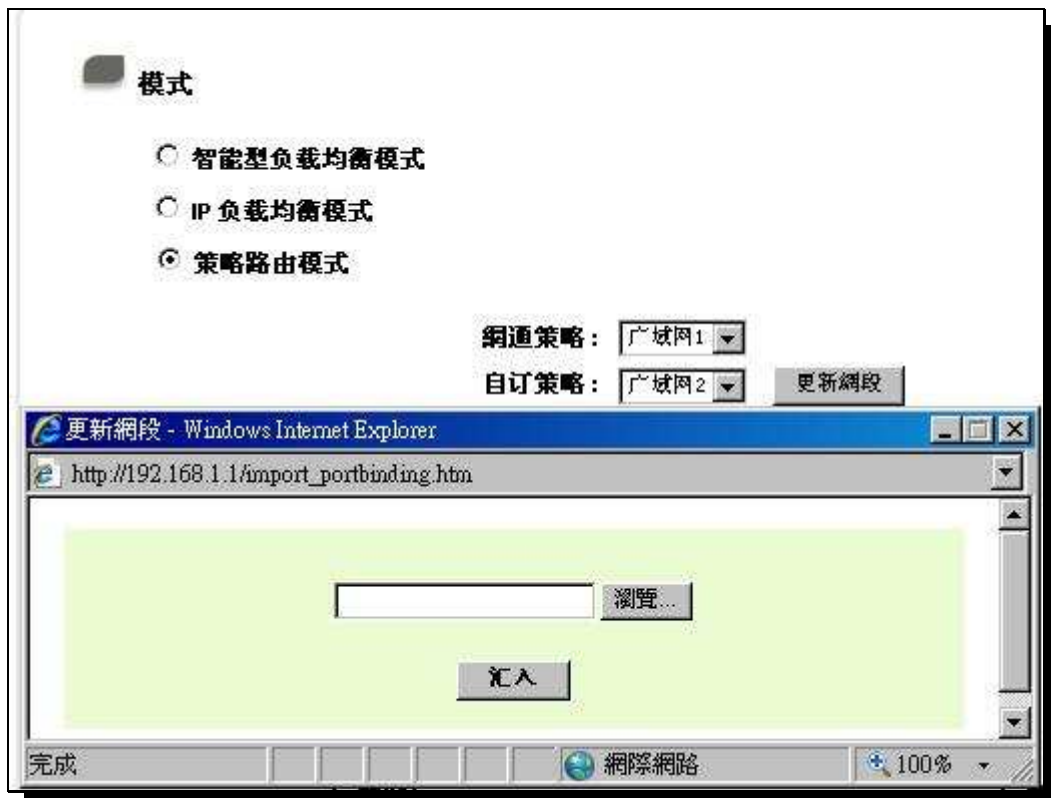 模式
智能型负载均衡模式
IP 负载均衡模式
策略路由模式
網通策略： 广域网1
自订策略： 广域网2 更新網段
更新網段 - Windows Internet Explorer
http://192.168.1.1/import_portbinding.htm
瀏覽...
汇入
完成 網際網路 100%